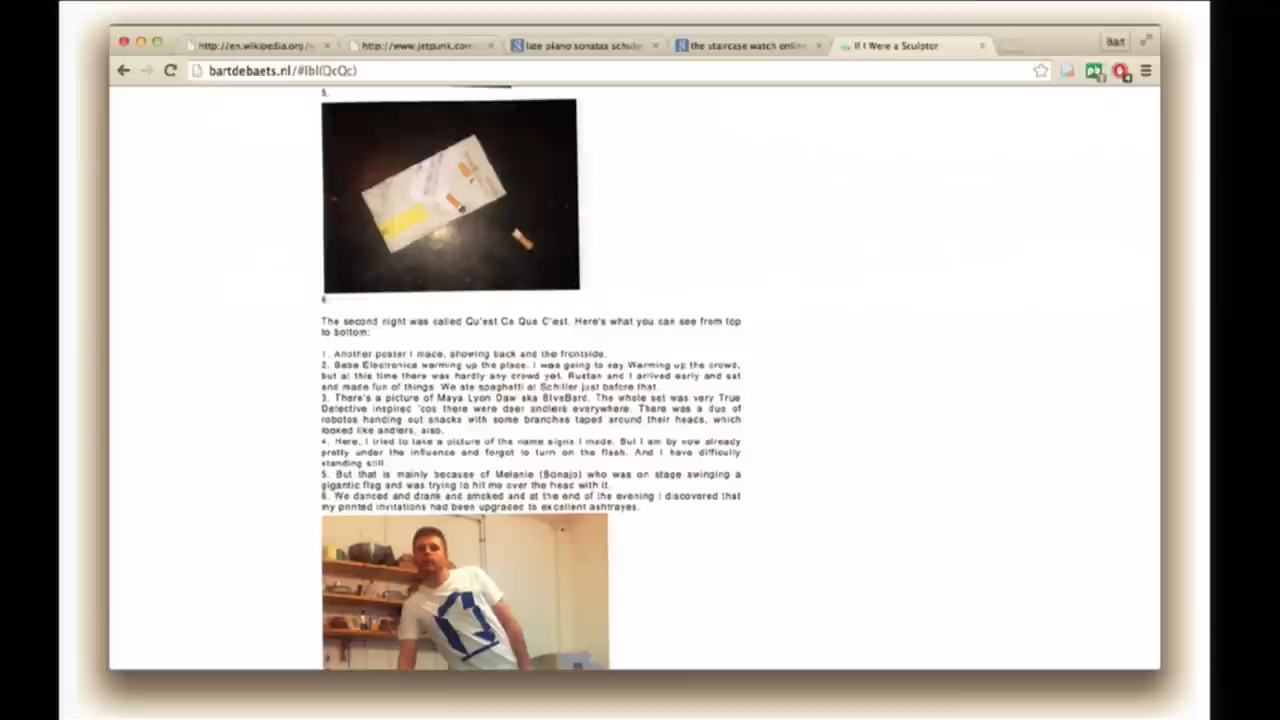 http://en.wikipedia.org/
http://www.jetpunk.com
late piano sonatas schube
the staircase watch online
If I Were a Sculptor
Bart
bartdebaets.nl/#!bl(QcQc)
5.
6.
The second night was called Qu'est Ce Que C'est. Here's what you can see from top
to bottom:
1. Another poster I made, showing back and the frontside.
2. Baba Electronica warming up the place. I was going to say Warming up the crowd,
but at this time there was hardly any crowd yet. Rustan and I arrived early and sat
and made fun of things. We ate spaghetti at Schiller just before that.
3. There's a picture of Maya Lyon Daw aka BlveBard. The whole set was very True
Detective inspired 'cos there were deer andlers everywhere. There was a duo of
robotos handing out snacks with some branches taped around their heads, which
looked like andlers, also.
4. Here, I tried to take a picture of the name signs I made. But I am by now already
pretty under the influence and forgot to turn on the flash. And I have difficulty
standing still.
5. But that is mainly because of Melanie (Bonajo) who was on stage swinging a
gigantic flag and was trying to hit me over the head with it.
6. We danced and drank and smoked and at the end of the evening I discovered that
my printed invitations had been upgraded to excellent ashtrayes.